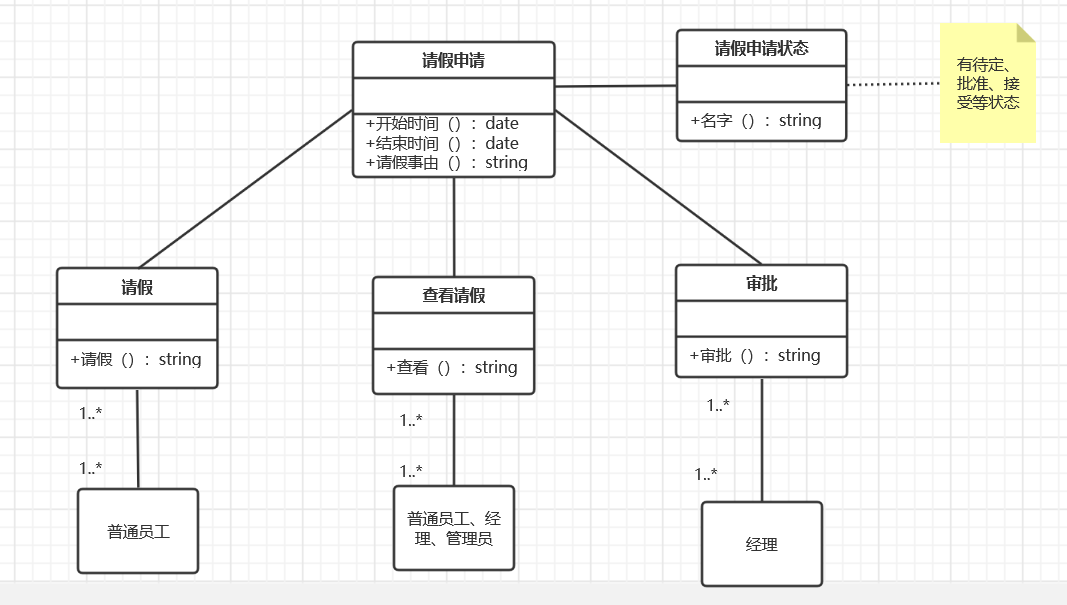 请假申请
+开始时间（）：date
+结束时间（）：date
+请假事由（）：string
请假申请状态
+名字（）：string
有待定、
批准、接
受等状态
请假
+请假（）：string
查看请假
+查看（）：string
审批
+审批（）：string
1..*
1..*
1..*
1..*
1..*
1..*
普通员工
普通员工、经
理、管理员
经理